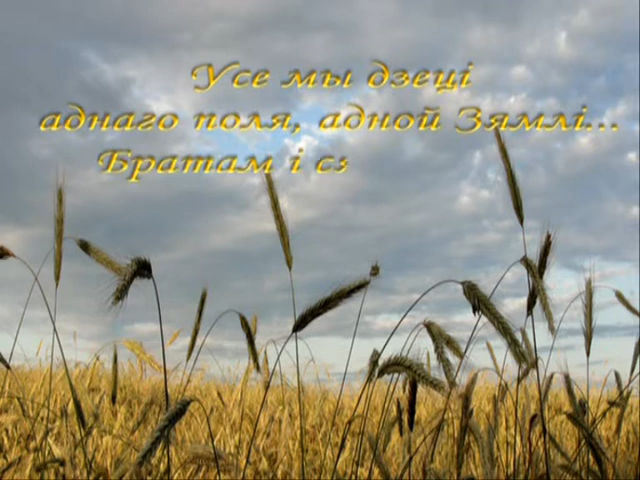 Усе мы дзеці
аднаго поля, адной Зямлі...
Братам і